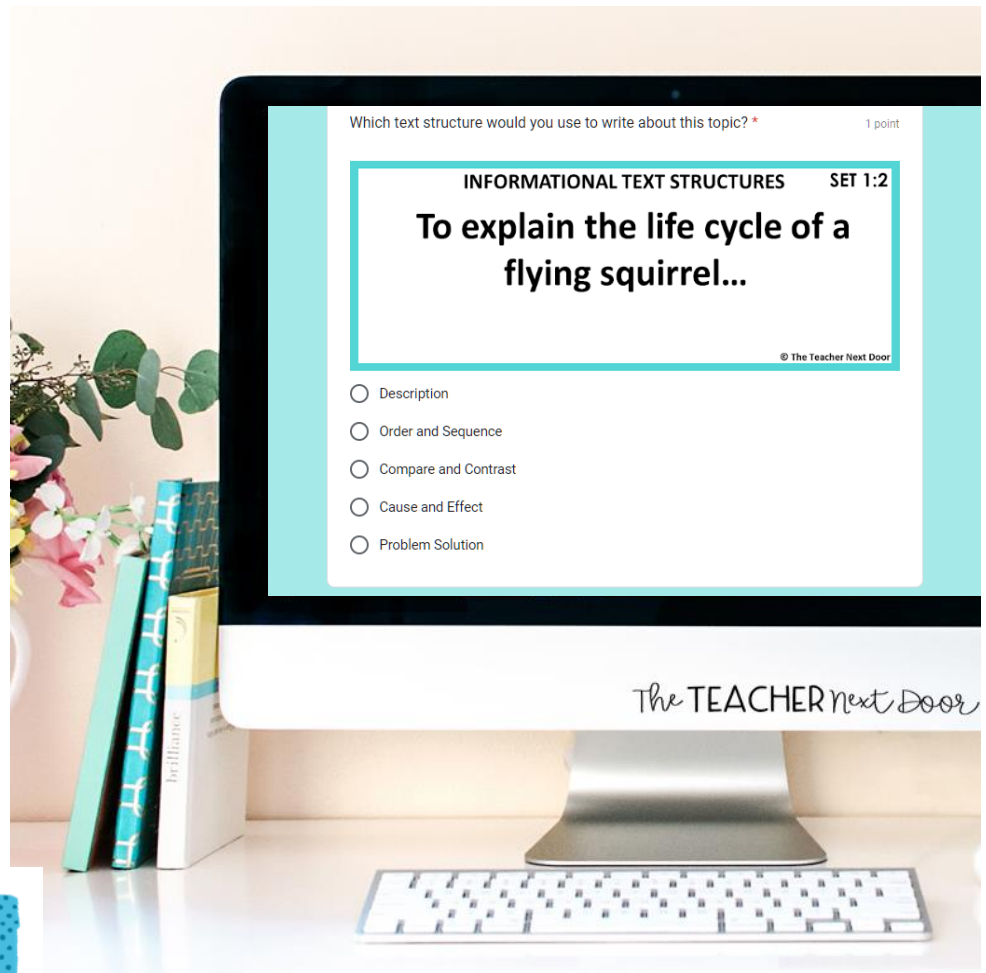 Which text structure would you use to write about this topic? *
1 point
INFORMATIONAL TEXT STRUCTURES
SET 1:2
To explain the life cycle of a
flying squirrel...
© The Teacher Next Door
Description
Order and Sequence
Compare and Contrast
Cause and Effect
Problem Solution
The TEACHER Next Door
brilliance